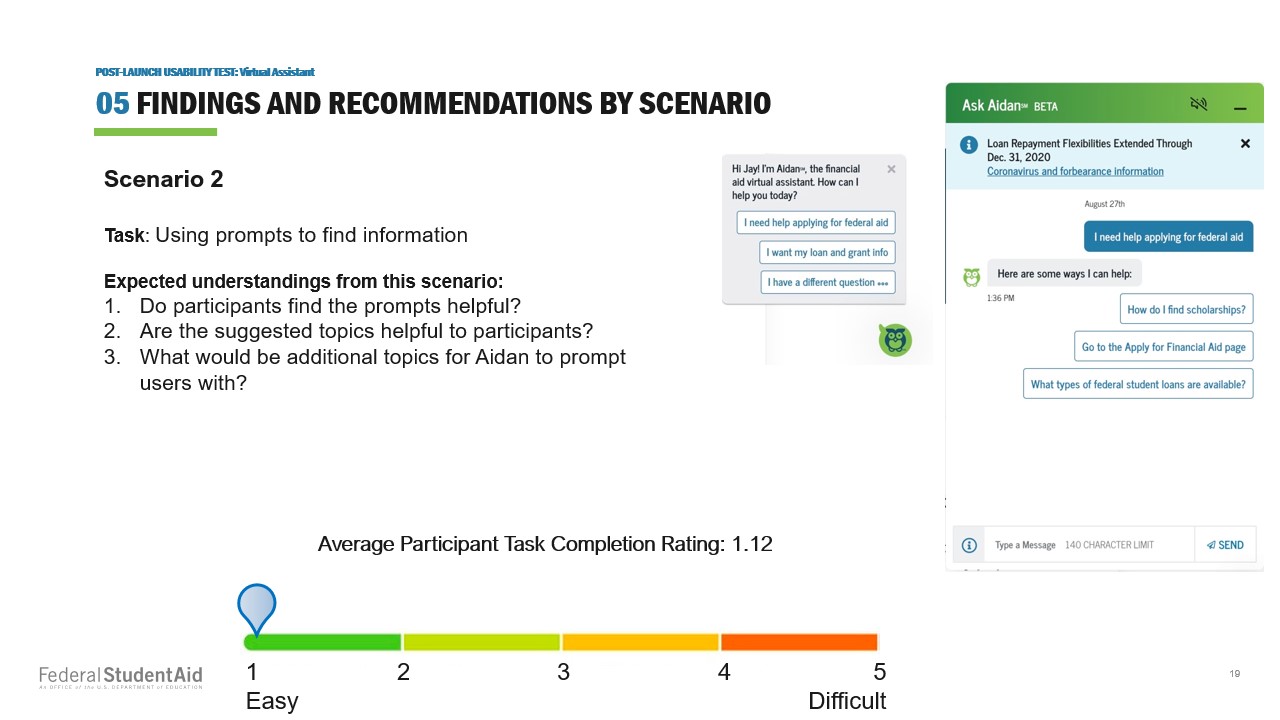 POST-LAUNCH USABILITY TEST: Virtual Assistant
05 FINDINGS AND RECOMMENDATIONS BY SCENARIO
Scenario 2
Task: Using prompts to find information
Expected understandings from this scenario:
1. Do participants find the prompts helpful?
2. Are the suggested topics helpful to participants?
3. What would be additional topics for Aidan to prompt
users with?
Hi Jay! I'm Aidan℠, the financial
aid virtual assistant. How can I
help you today?
I need help applying for federal aid
I want my loan and grant info
I have a different question •••
Ask Aidan℠ BETA
Loan Repayment Flexibilities Extended Through
Dec. 31, 2020
Coronavirus and forbearance information
August 27th
I need help applying for federal aid
Here are some ways I can help:
1:36 PM
How do I find scholarships?
Go to the Apply for Financial Aid page
What types of federal student loans are available?
Type a Message 140 CHARACTER LIMIT SEND
Average Participant Task Completion Rating: 1.12
1 2 3 4 5
Easy Difficult
Federal Student Aid
An OFFICE of the U.S. DEPARTMENT of EDUCATION
19